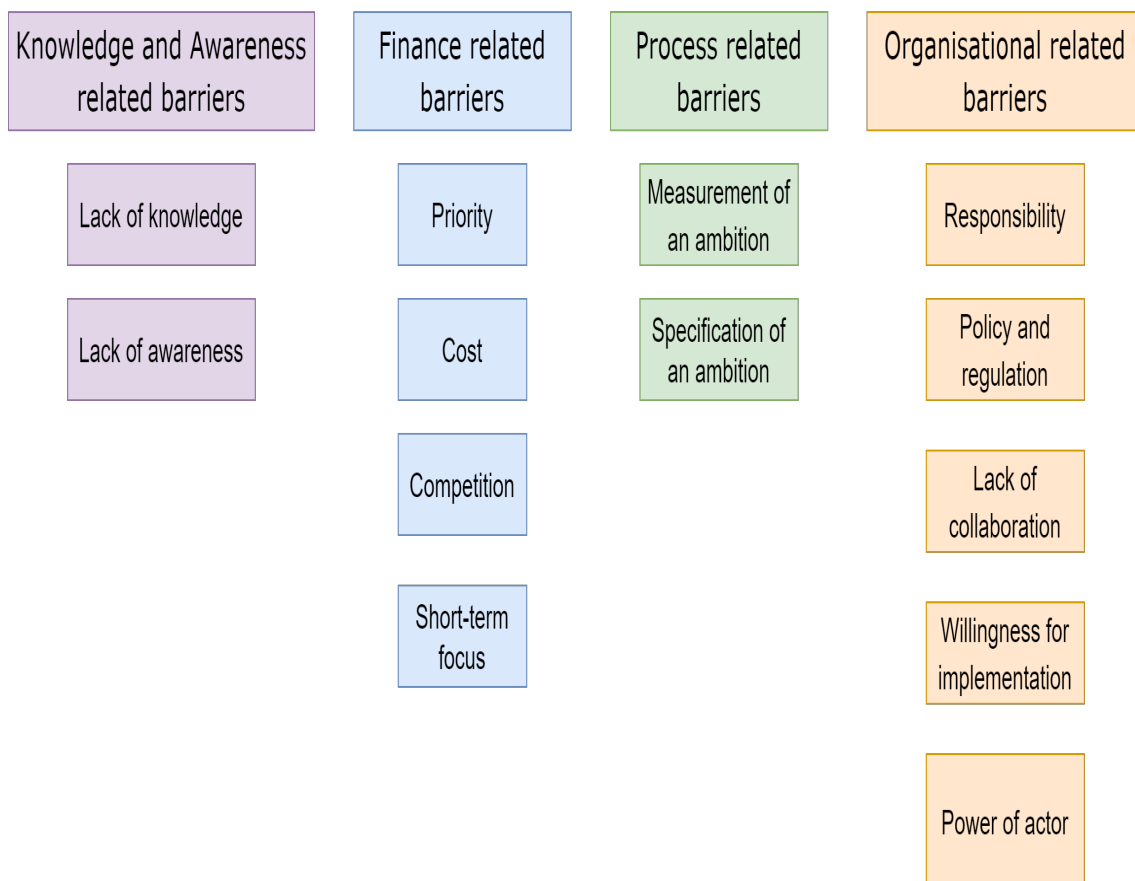 Knowledge and Awareness
related barriers
Finance related
barriers
Process related
barriers
Organisational related
barriers
Lack of knowledge
Priority
Measurement of
an ambition
Responsibility
Lack of awareness
Cost
Specification of
an ambition
Policy and
regulation
Competition
Lack of
collaboration
Short-term
focus
Willingness for
implementation
Power of actor